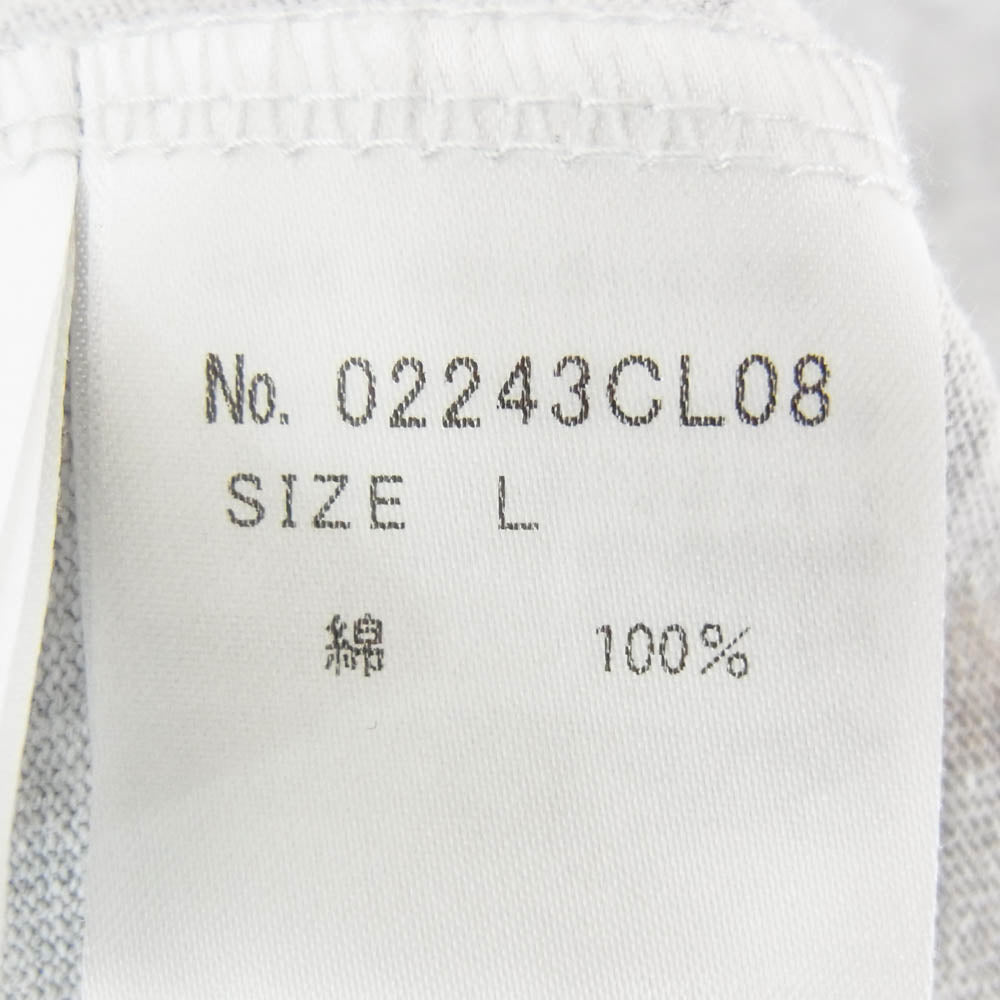 No. 02243CL08
SIZE L
綿 100%